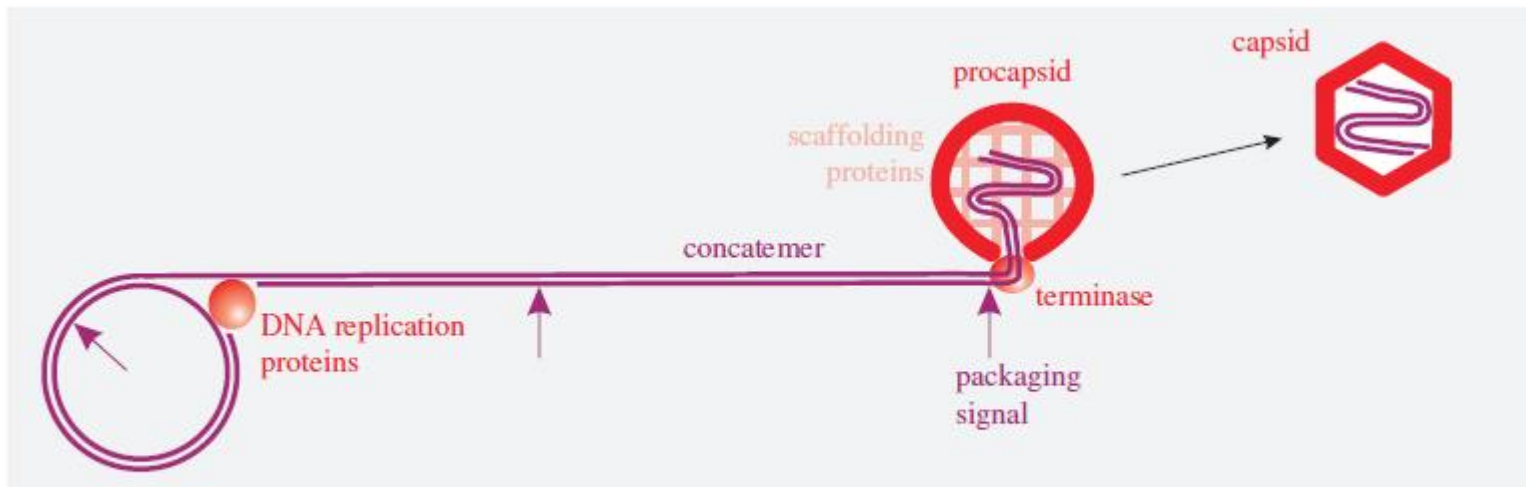 capsid
procapsid
scaffolding
proteins
concatemer
terminase
DNA replication
proteins
packaging
signal